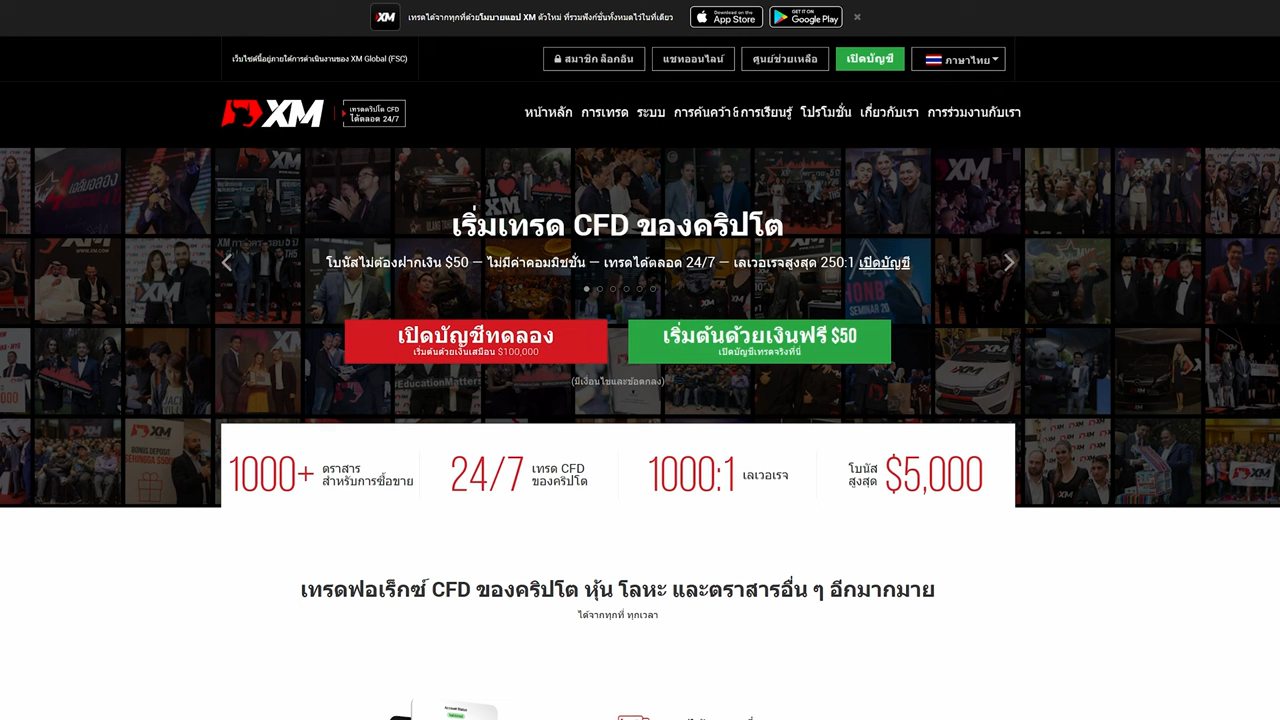 XM
เทรดได้จากทุกที่ด้วยโมบายแอป XM ตัวใหม่ ที่รวมฟังก์ชั่นทั้งหมดไว้ในที่เดียว
Download on the App Store
GET IT ON Google Play
เว็บไซต์นี้อยู่ภายใต้การดำเนินงานของ XM Global (FSC)
สมาชิก ล็อกอิน
แชทออนไลน์
ศูนย์ช่วยเหลือ
เปิดบัญชี
ภาษาไทย
XM
เทรดคริปโต CFD
ได้ตลอด 24/7
หน้าหลัก การเทรด ระบบ การค้นคว้า & การเรียนรู้ โปรโมชั่น เกี่ยวกับเรา การร่วมงานกับเรา
เริ่มเทรด CFD ของคริปโต
โบนัสไม่ต้องฝากเงิน $50 — ไม่มีค่าคอมมิชชั่น — เทรดได้ตลอด 24/7 — เลเวอเรจสูงสุด 250:1 เปิดบัญชี
เปิดบัญชีทดลอง
เริ่มต้นด้วยเงินเสมือน $100,000
เริ่มต้นด้วยเงินฟรี $50
เปิดบัญชีเทรดจริงที่นี่
(มีเงื่อนไขและข้อตกลง)
1000+ ตราสาร
สำหรับการซื้อขาย
24/7 เทรด CFD
ของคริปโต
1000:1 เลเวอเรจ
โบนัส
สูงสุด $5,000
เทรดฟอเร็กซ์ CFD ของคริปโต หุ้น โลหะ และตราสารอื่น ๆ อีกมากมาย
ได้จากทุกที่ ทุกเวลา